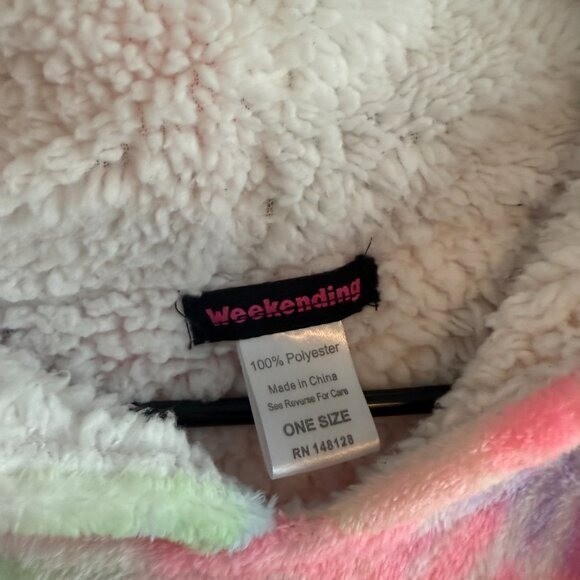 Weekending
100% Polyester
Made in China
See Reverse For Care
ONE SIZE
RN 148128